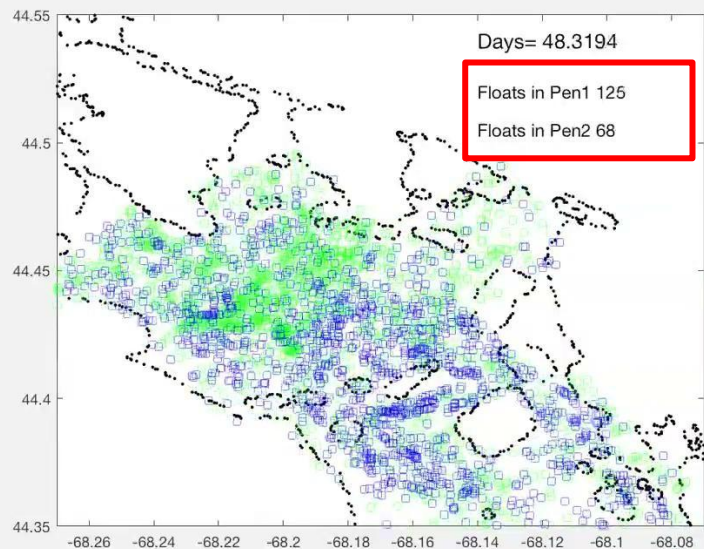 44.55
Days= 48.3194
Floats in Pen1 125
44.5
Floats in Pen2 68
44.45
44.4
44.35
-68.26 -68.24 -68.22 -68.2 -68.18 -68.16 -68.14 -68.12 -68.1 -68.08